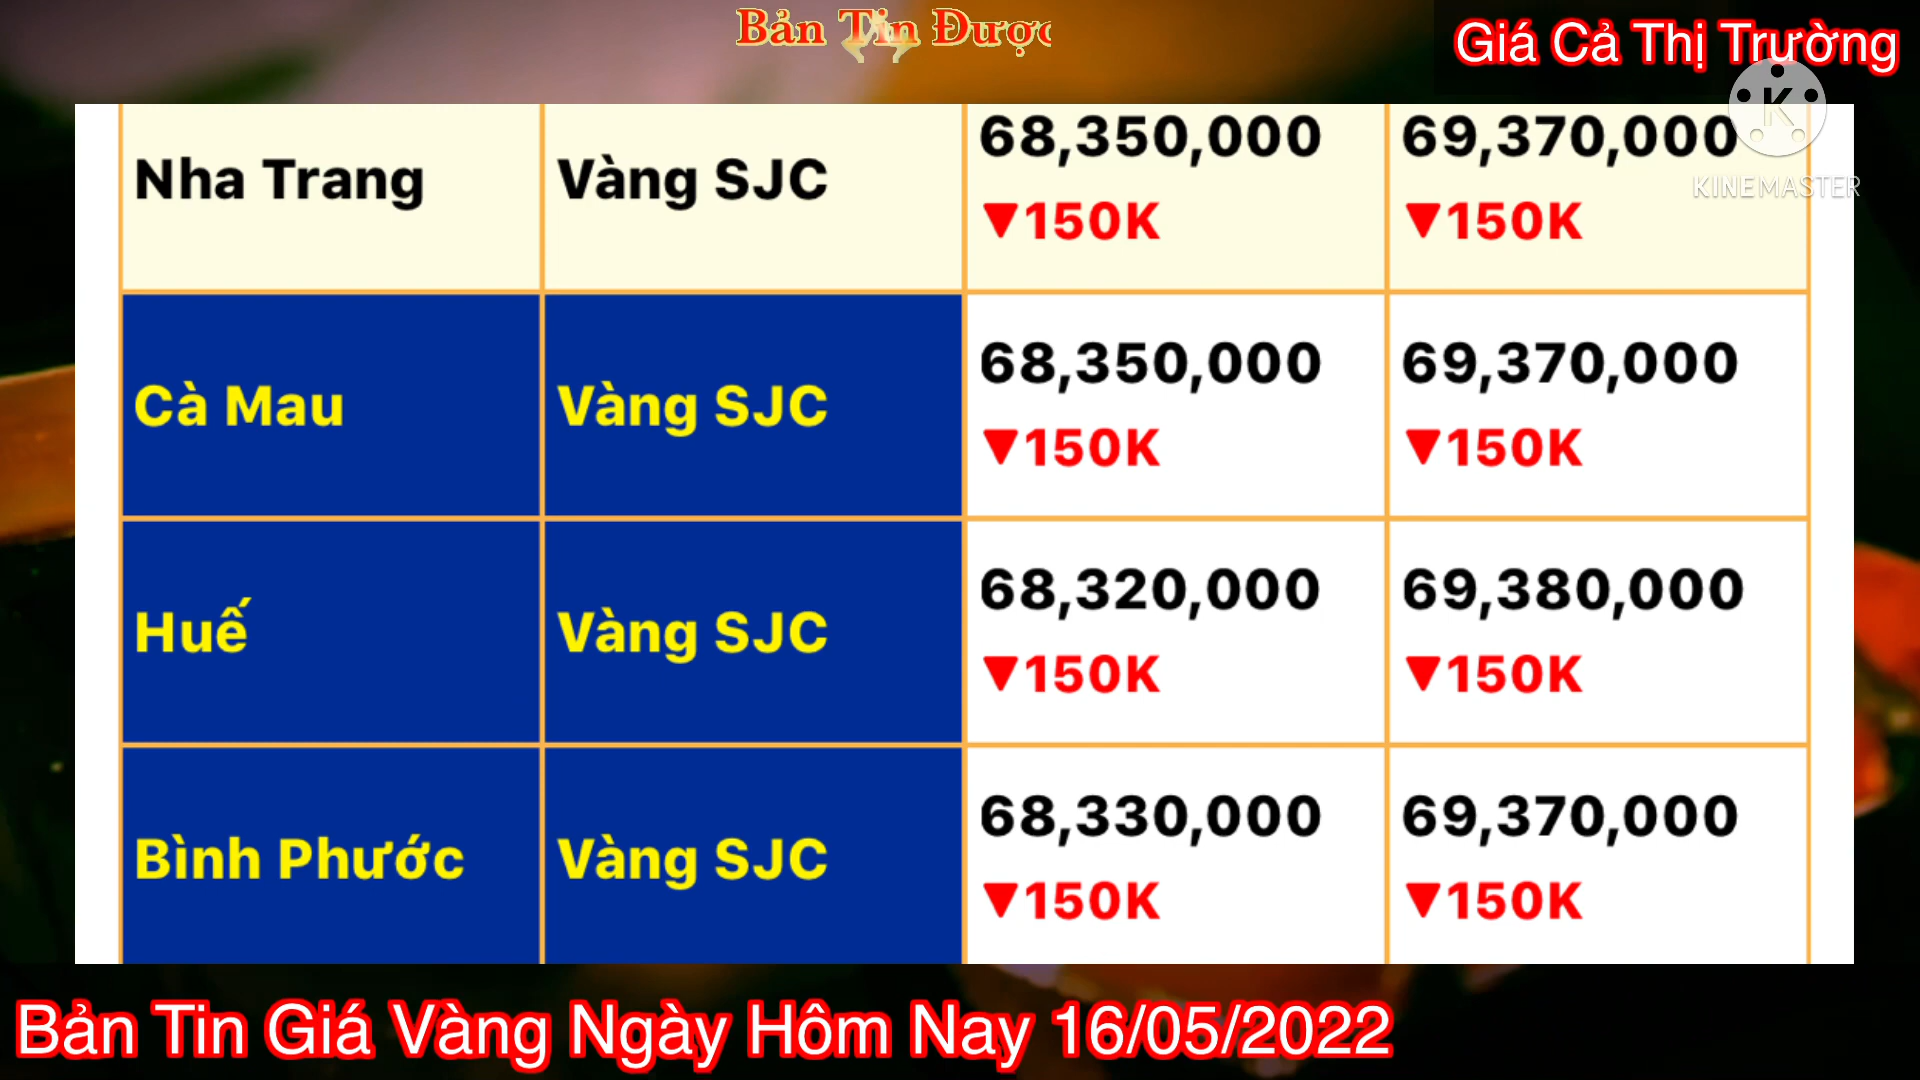 Bản Tin Được
Giá Cả Thị Trường
K
KINEMASTER
Nha Trang Vàng SJC 68,350,000 69,370,000
▼150K ▼150K
Cà Mau Vàng SJC 68,350,000 69,370,000
▼150K ▼150K
Huế Vàng SJC 68,320,000 69,380,000
▼150K ▼150K
Bình Phước Vàng SJC 68,330,000 69,370,000
▼150K ▼150K
Bản Tin Giá Vàng Ngày Hôm Nay 16/05/2022